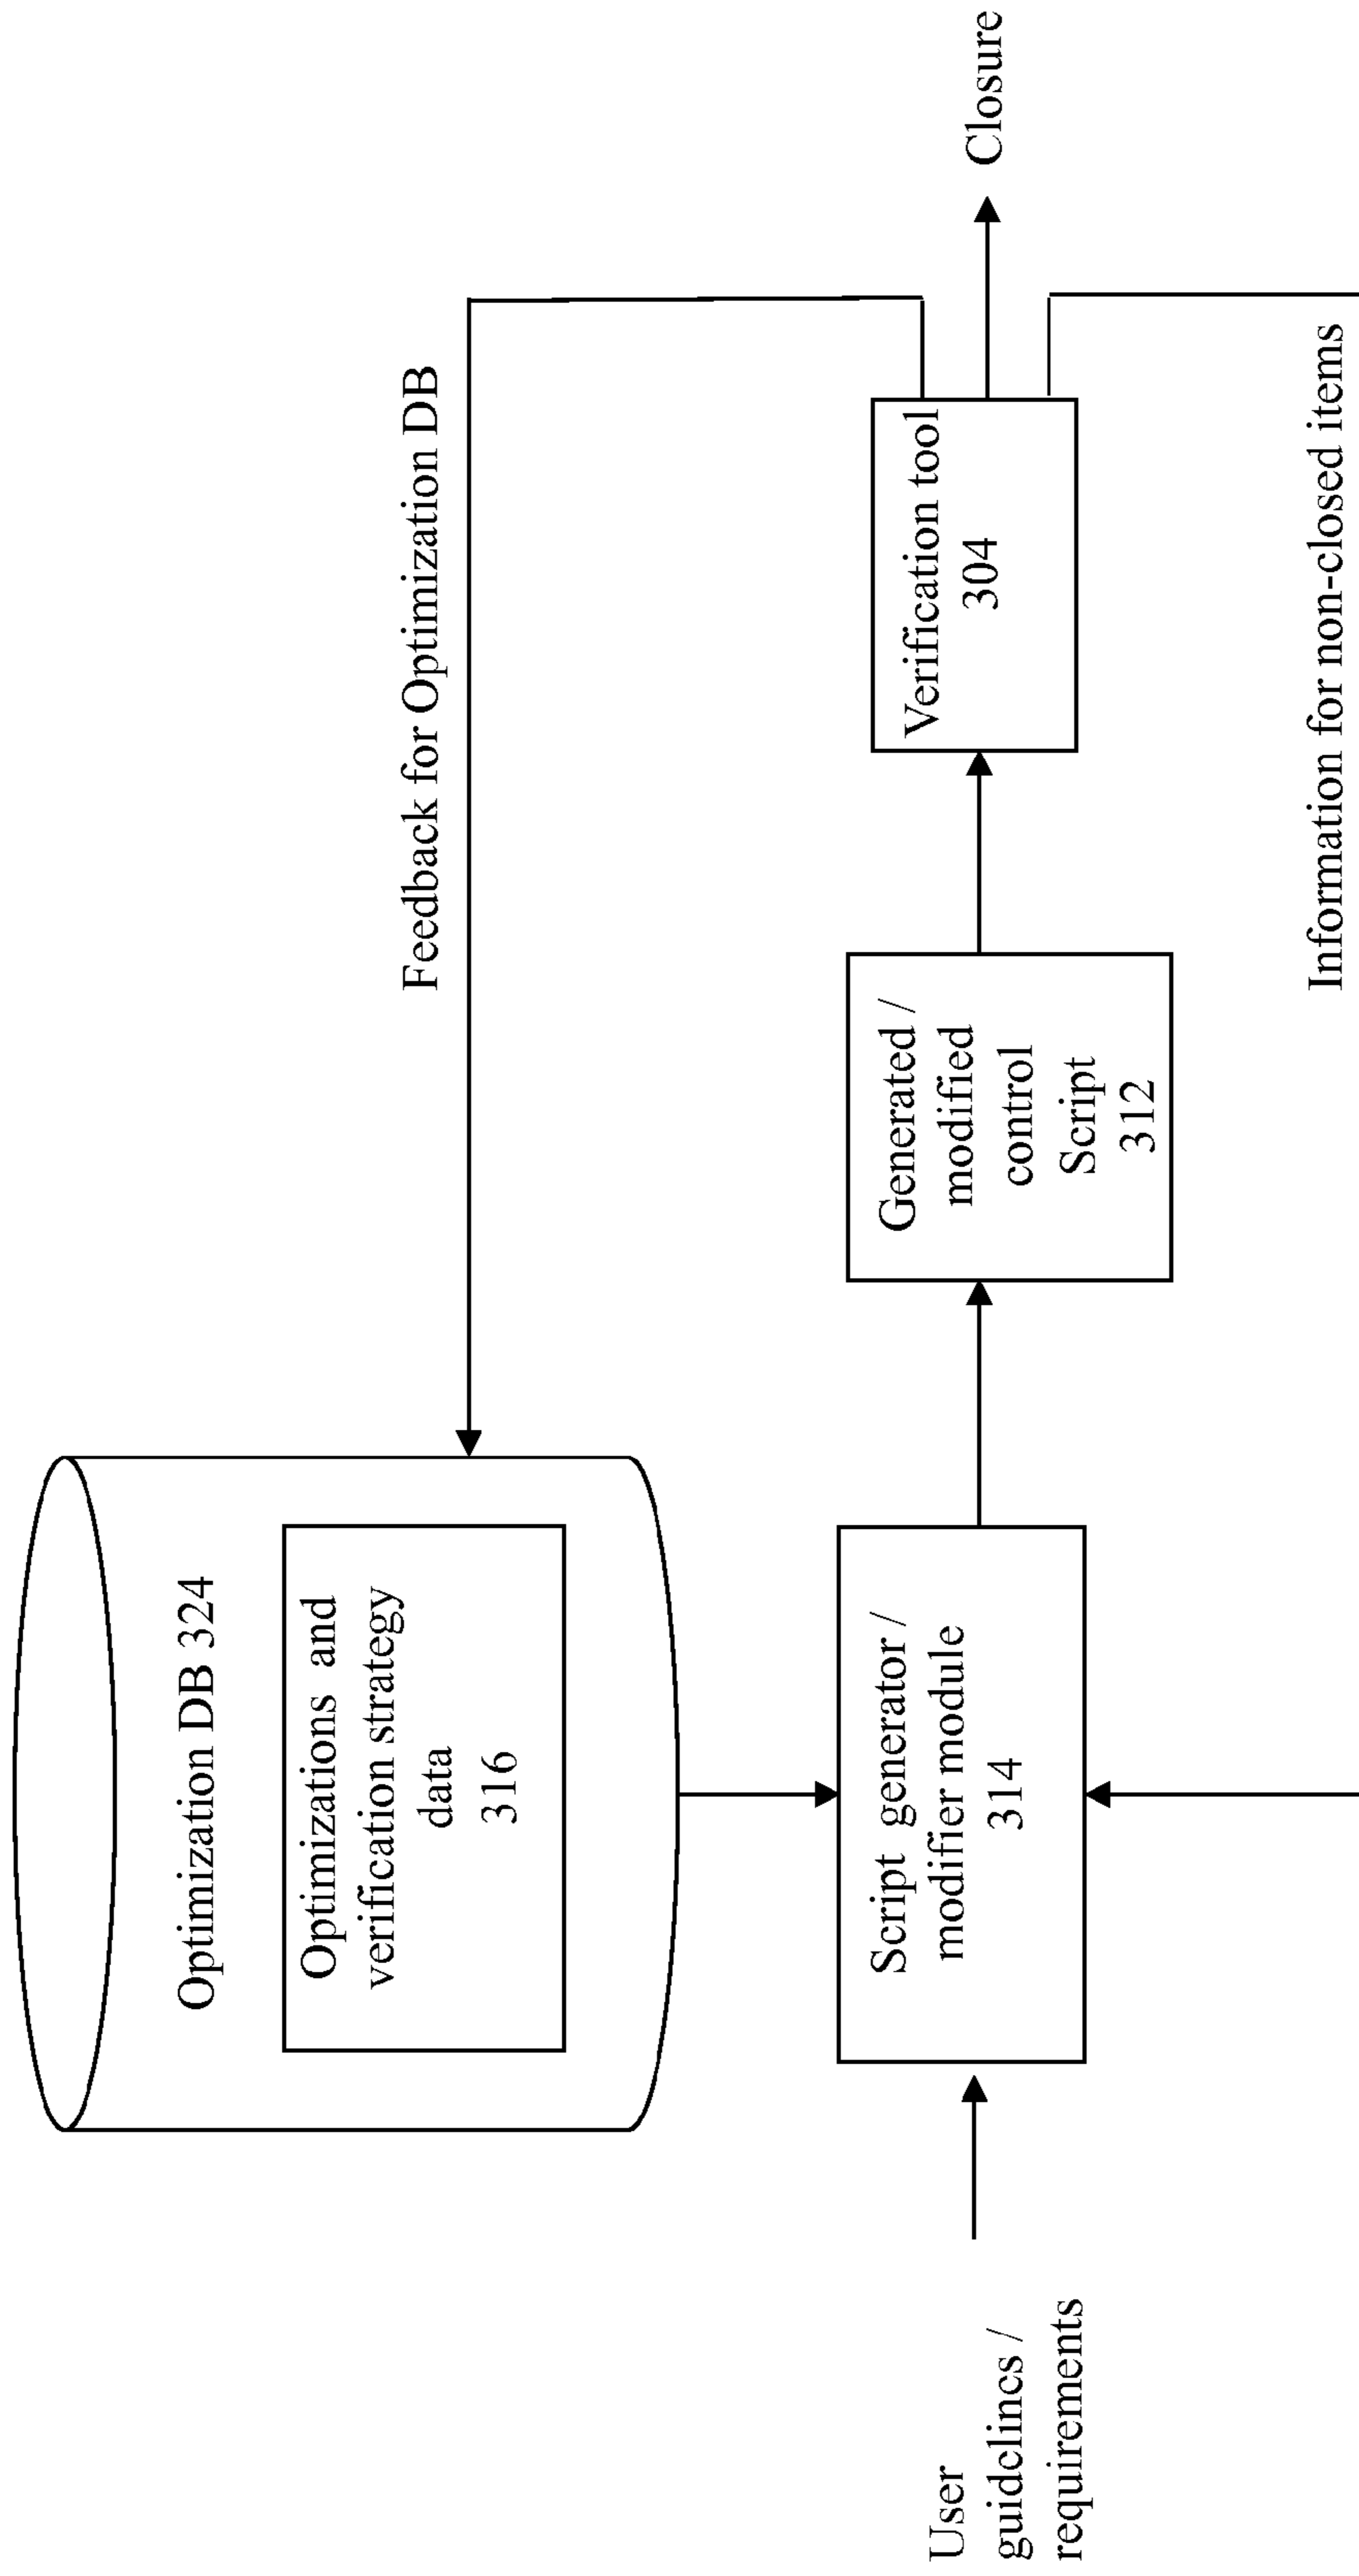 Optimization DB 324
Optimizations and
verification strategy
data
316
Feedback for Optimization DB
User
guidelines /
requirements
Script generator /
modifier module
314
Generated /
modified
control
Script
312
Verification tool
304
Closure
Information for non-closed items